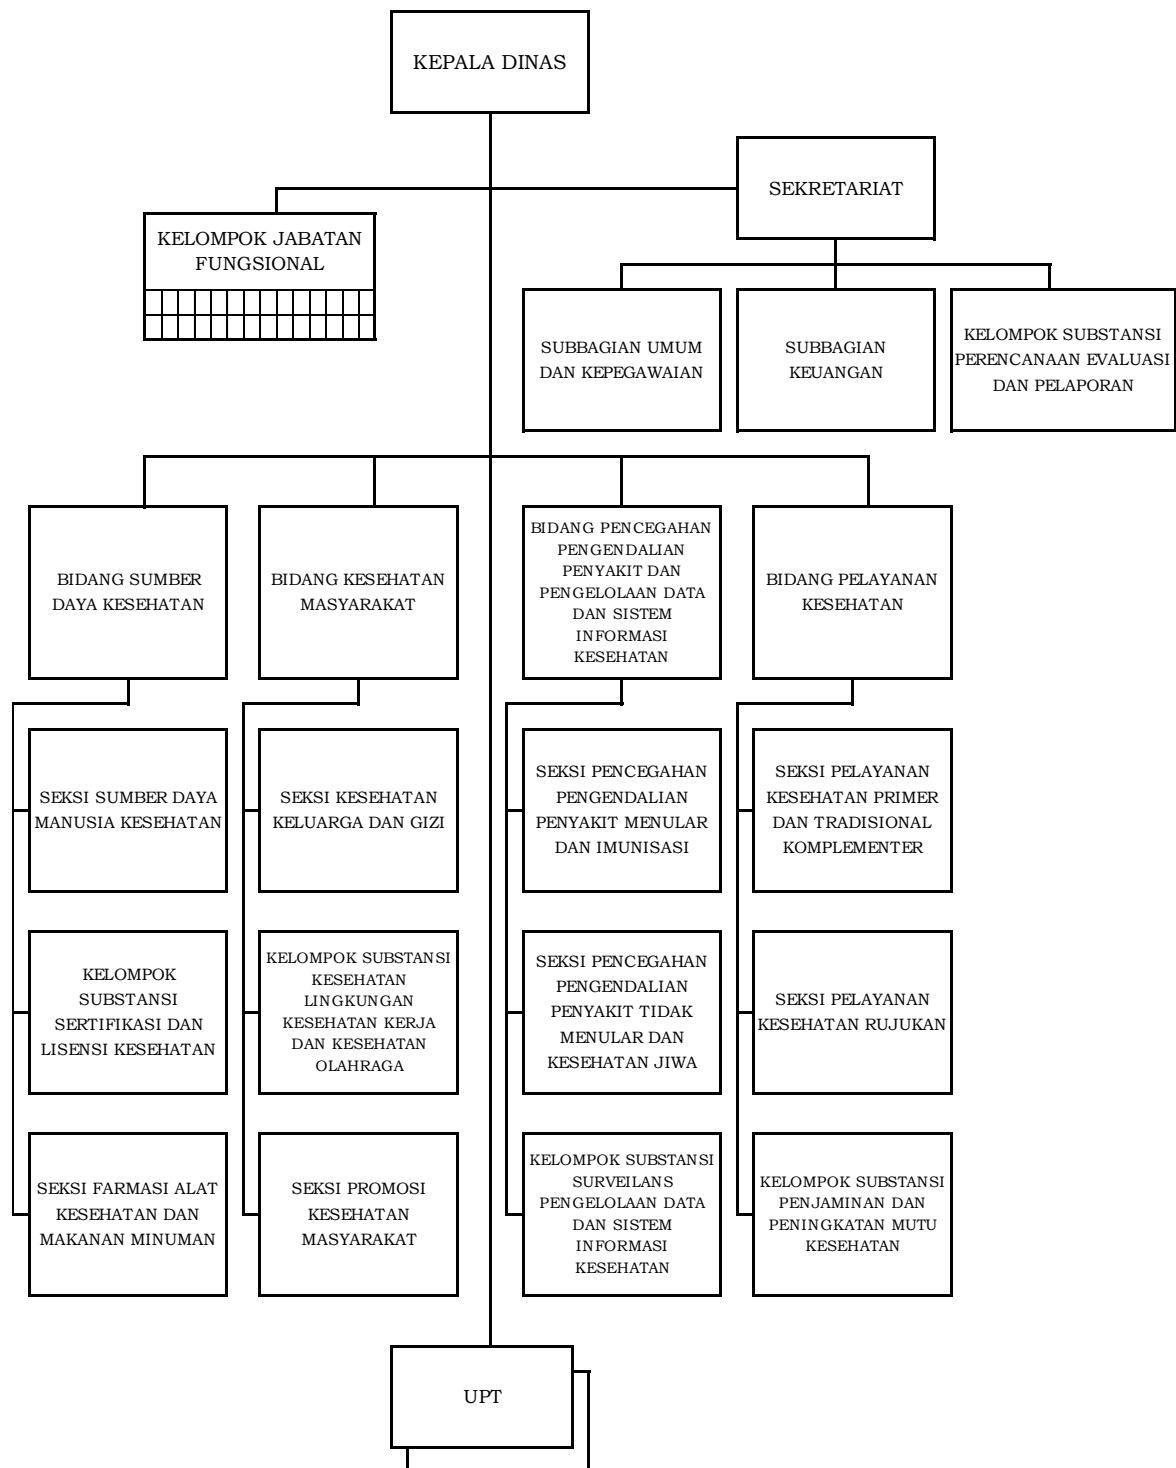 KEPALA DINAS
SEKRETARIAT
KELOMPOK JABATAN
FUNGSIONAL
SUBBAGIAN UMUM
DAN KEPEGAWAIAN
SUBBAGIAN
KEUANGAN
KELOMPOK SUBSTANSI
PERENCANAAN EVALUASI
DAN PELAPORAN
BIDANG SUMBER
DAYA KESEHATAN
BIDANG KESEHATAN
MASYARAKAT
BIDANG PENCEGAHAN
PENGENDALIAN
PENYAKIT DAN
PENGELOLAAN DATA
DAN SISTEM
INFORMASI
KESEHATAN
BIDANG PELAYANAN
KESEHATAN
SEKSI SUMBER DAYA
MANUSIA KESEHATAN
SEKSI KESEHATAN
KELUARGA DAN GIZI
SEKSI PENCEGAHAN
PENGENDALIAN
PENYAKIT MENULAR
DAN IMUNISASI
SEKSI PELAYANAN
KESEHATAN PRIMER
DAN TRADISIONAL
KOMPLEMENTER
KELOMPOK
SUBSTANSI
SERTIFIKASI DAN
LISENSI KESEHATAN
KELOMPOK SUBSTANSI
KESEHATAN
LINGKUNGAN
KESEHATAN KERJA
DAN KESEHATAN
OLAHRAGA
SEKSI PENCEGAHAN
PENGENDALIAN
PENYAKIT TIDAK
MENULAR DAN
KESEHATAN JIWA
SEKSI PELAYANAN
KESEHATAN RUJUKAN
SEKSI FARMASI ALAT
KESEHATAN DAN
MAKANAN MINUMAN
SEKSI PROMOSI
KESEHATAN
MASYARAKAT
KELOMPOK SUBSTANSI
SURVEILANS
PENGELOLAAN DATA
DAN SISTEM
INFORMASI
KESEHATAN
KELOMPOK SUBSTANSI
PENJAMINAN DAN
PENINGKATAN MUTU
KESEHATAN
UPT